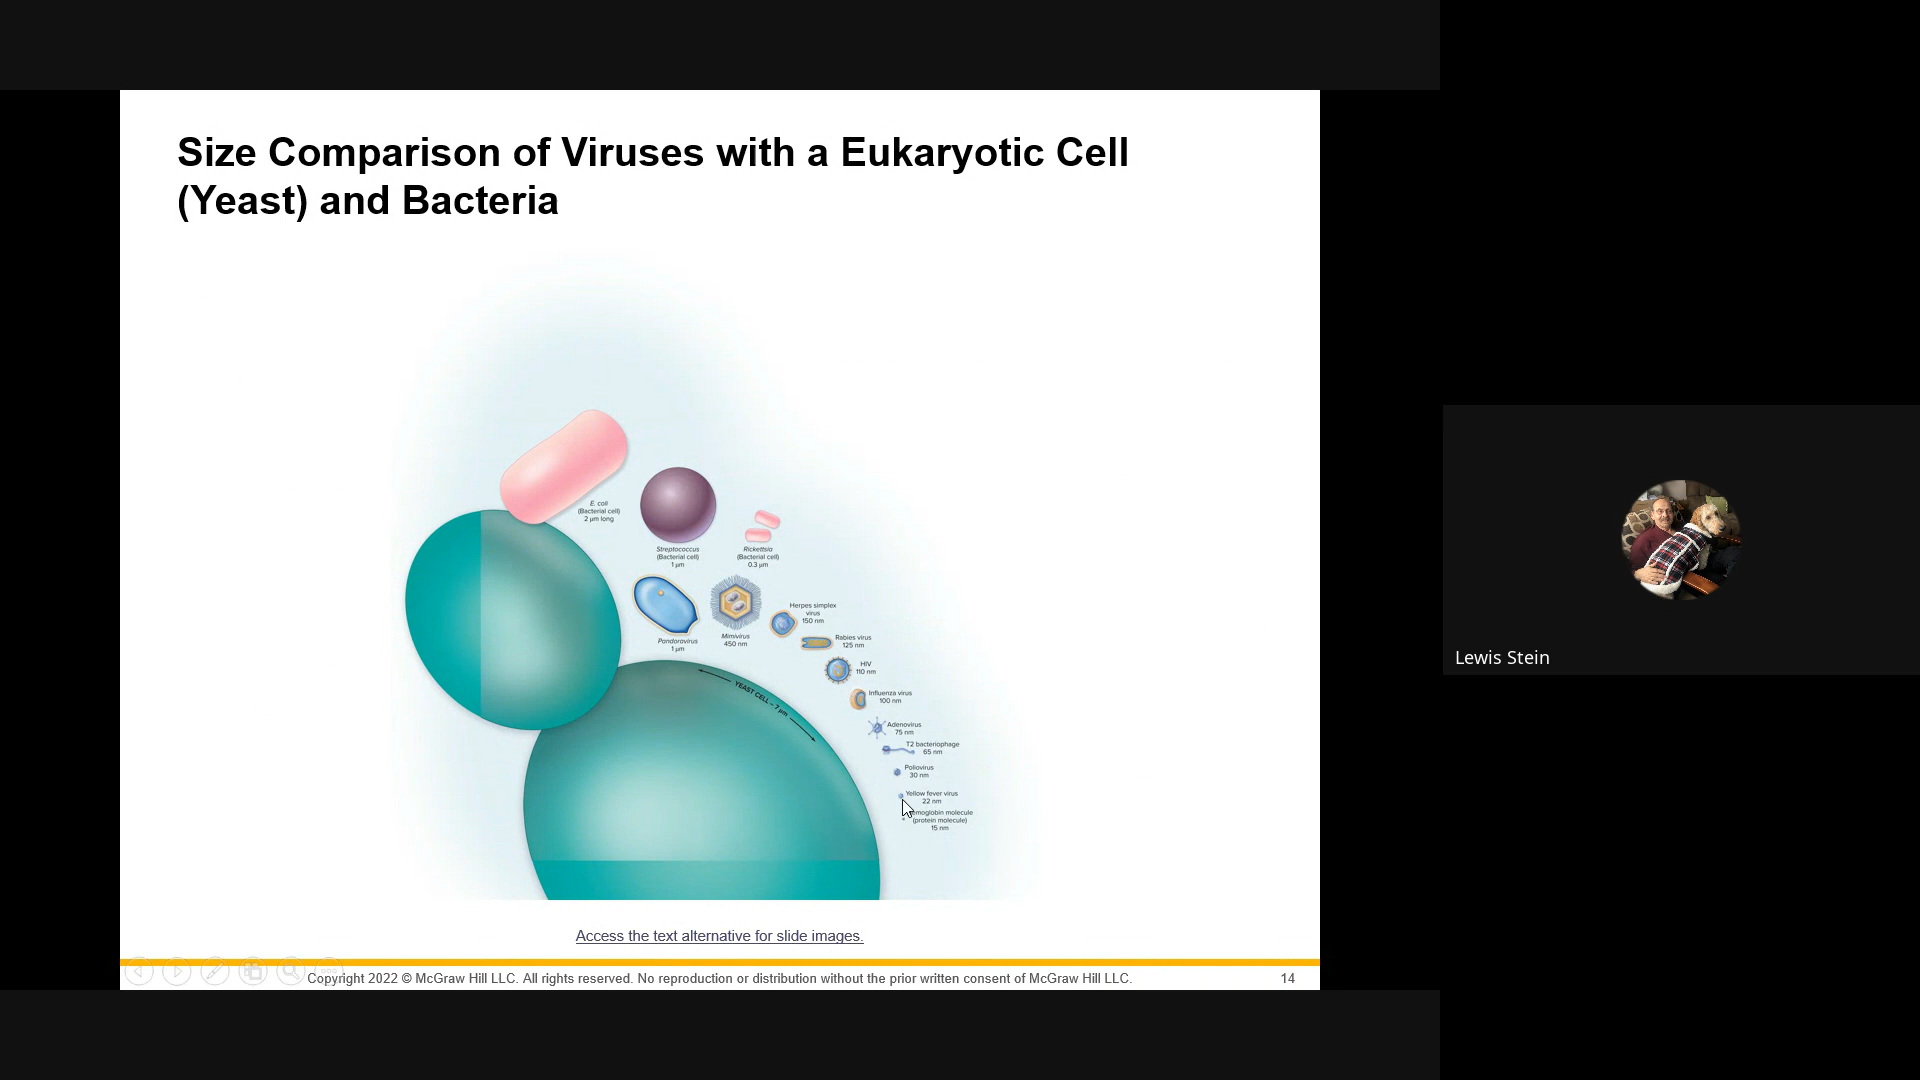 Size Comparison of Viruses with a Eukaryotic Cell
(Yeast) and Bacteria
E. coli
(Bacterial cell)
2 μm long
Streptococcus
(Bacterial cell)
1 μm
Rickettsia
(Bacterial cell)
0.3 μm
Pandoravirus
1 μm
Mimivirus
450 nm
Herpes simplex
virus
150 nm
Rabies virus
125 nm
HIV
110 nm
Influenza virus
100 nm
Adenovirus
75 nm
T2 bacteriophage
65 nm
Poliovirus
30 nm
Yellow fever virus
22 nm
molecule
(protein molecule)
15 nm
YEAST CELL – 7 μm
Access the text alternative for slide images.
Copyright 2022 © McGraw Hill LLC. All rights reserved. No reproduction or distribution without the prior written consent of McGraw Hill LLC.
14
Lewis Stein